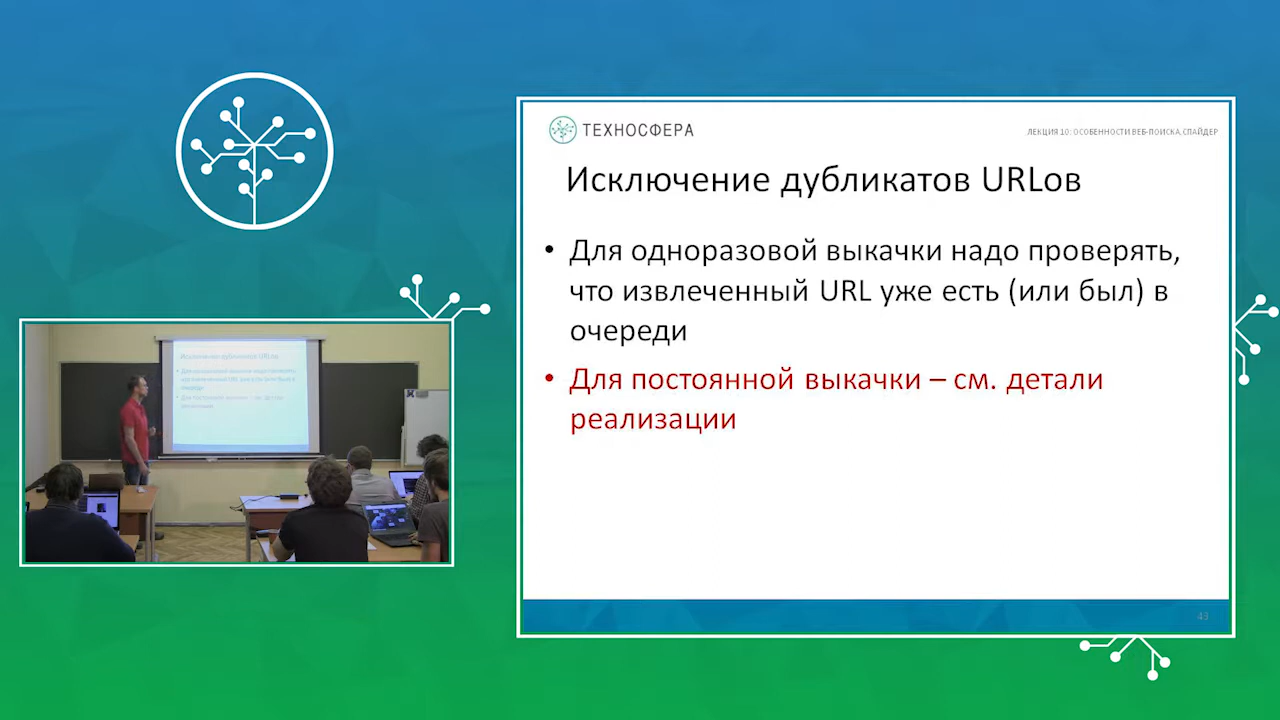 ТЕХНОСФЕРА
ЛЕКЦИЯ 10: ОСОБЕННОСТИ ВЕБ-ПОИСКА.СПАЙДЕР
Исключение дубликатов URLов
• Для одноразовой выкачки надо проверять,
что извлеченный URL уже есть (или был) в
очереди
• Для постоянной выкачки – см. детали
реализации
43